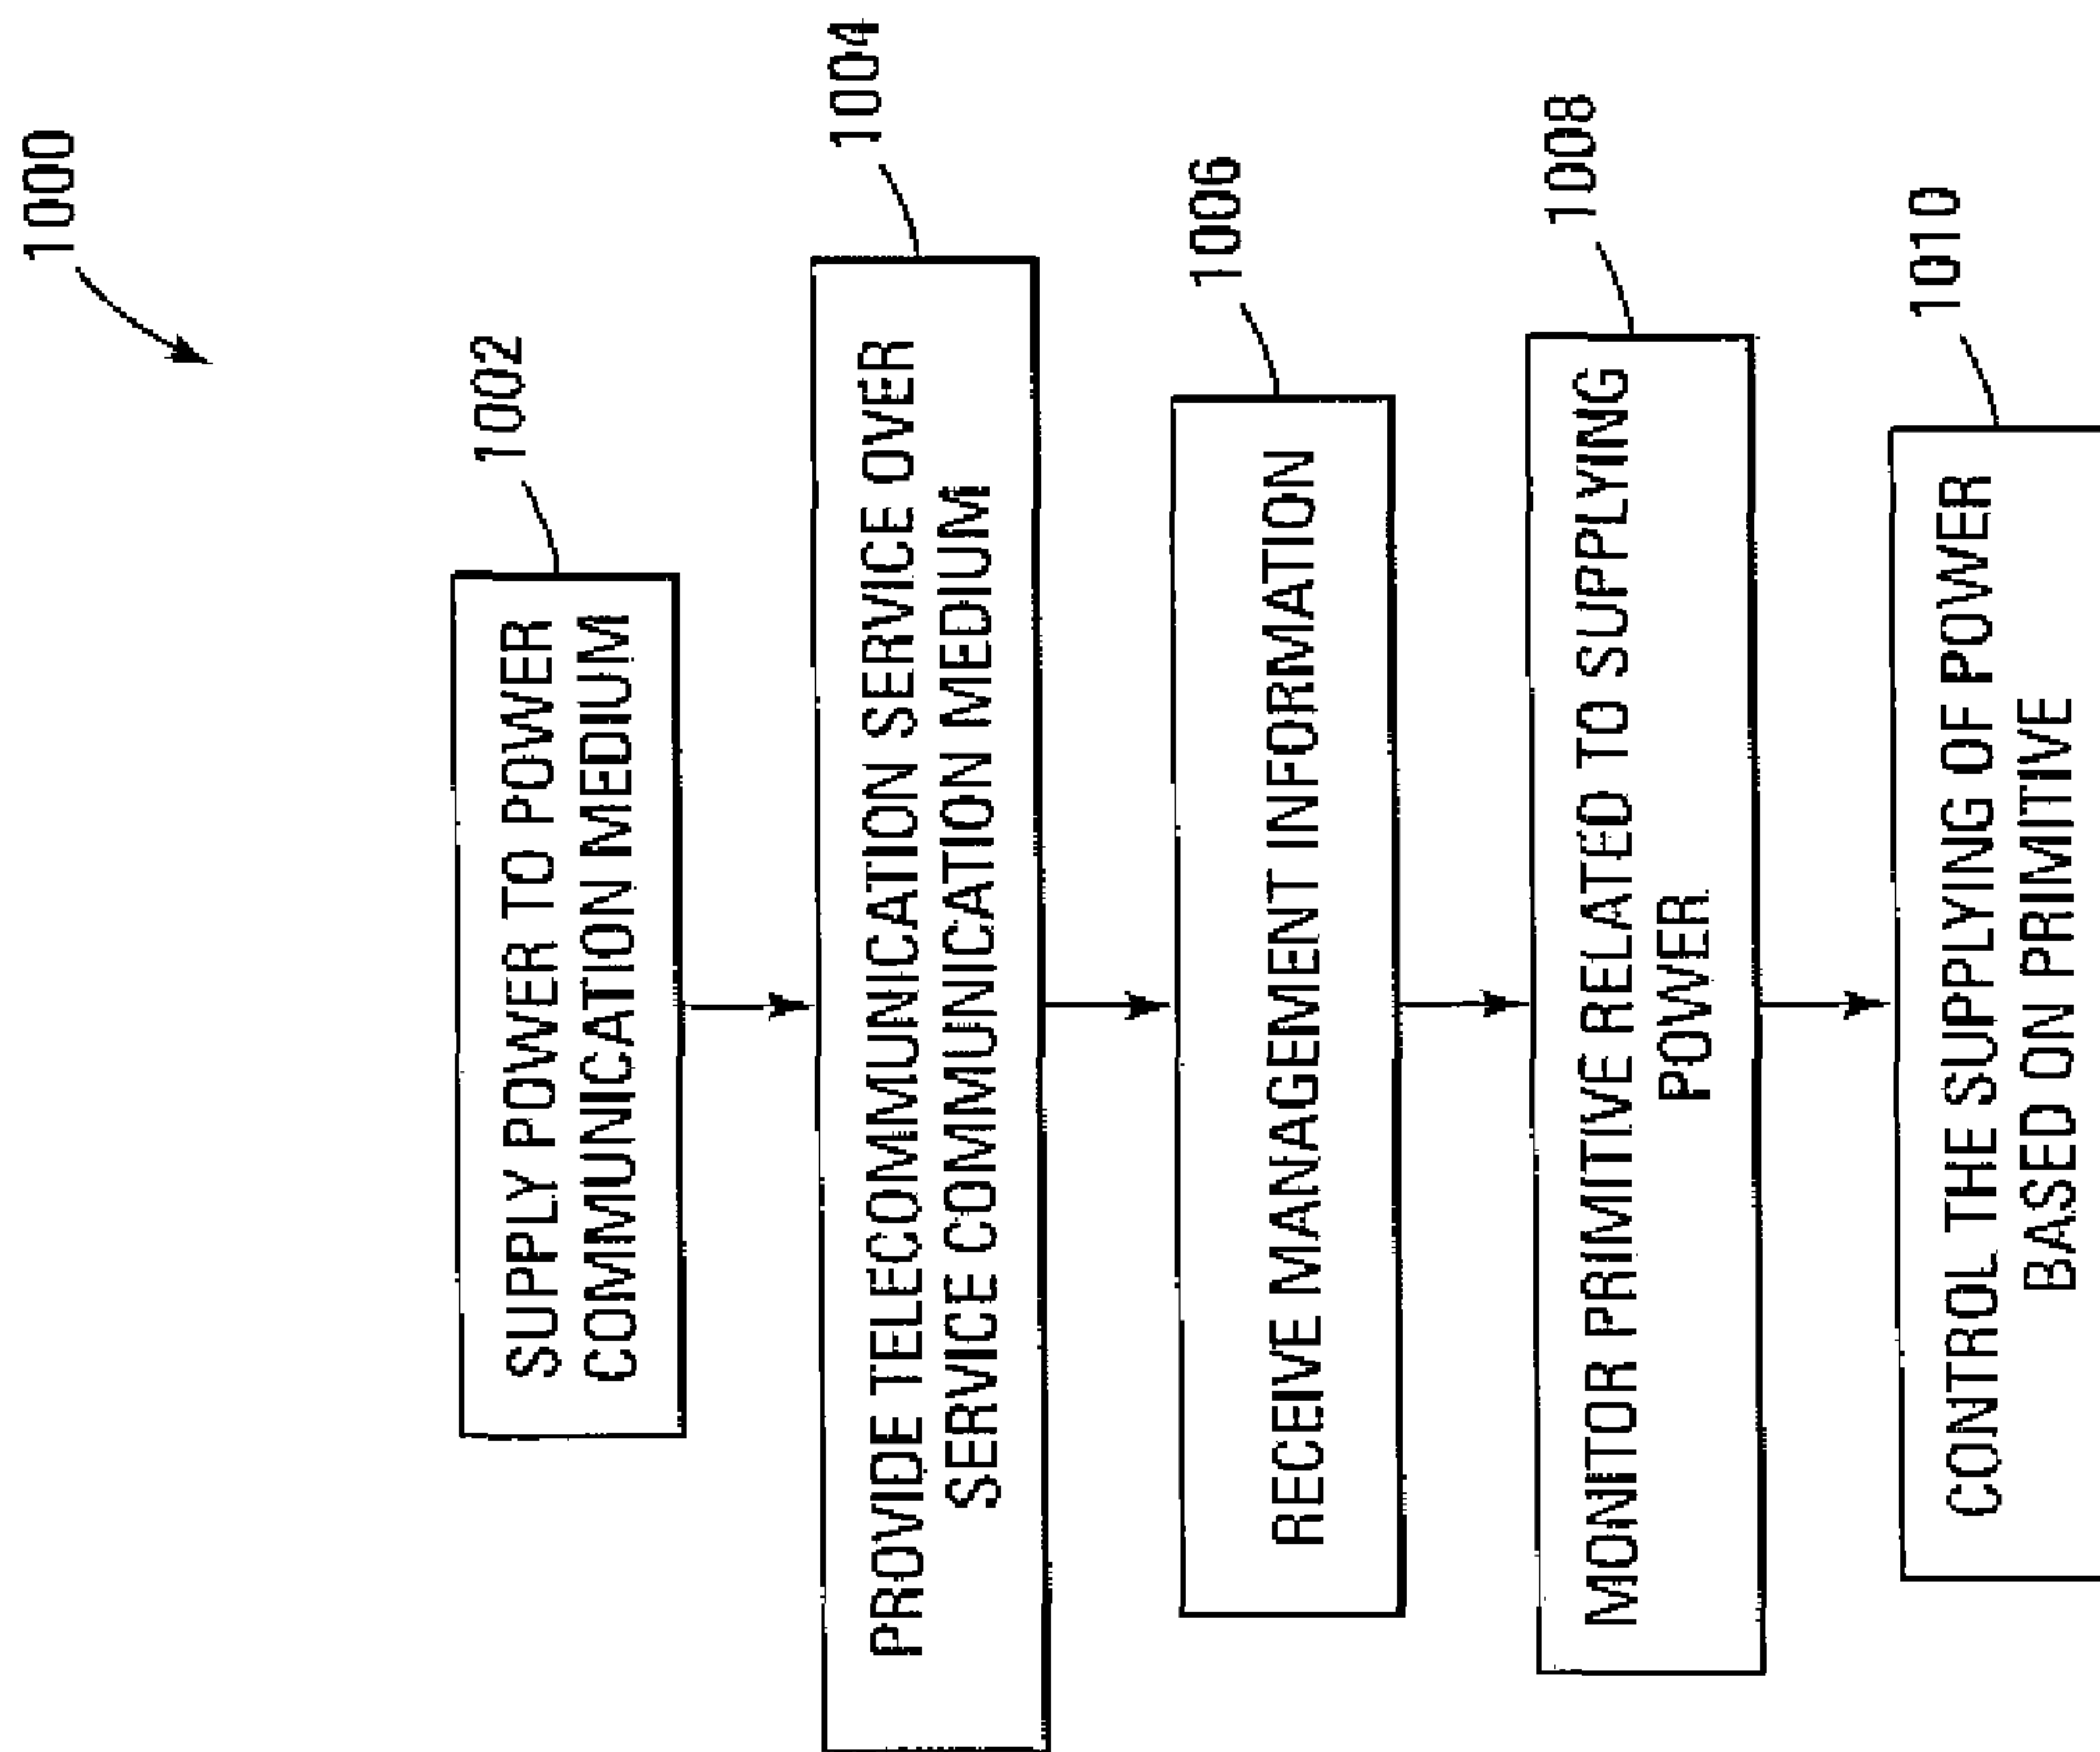 1000
1002
SUPPLY POWER TO POWER
COMMUNICATION MEDIUM
1004
PROVIDE TELECOMMUNICATION SERVICE OVER
SERVICE COMMUNICATION MEDIUM
1006
RECEIVE MANAGEMENT INFORMATION
1008
MONITOR PRIMITIVE RELATED TO SUPPLYING
POWER
1010
CONTROL THE SUPPLYING OF POWER
BASED ON PRIMITIVE